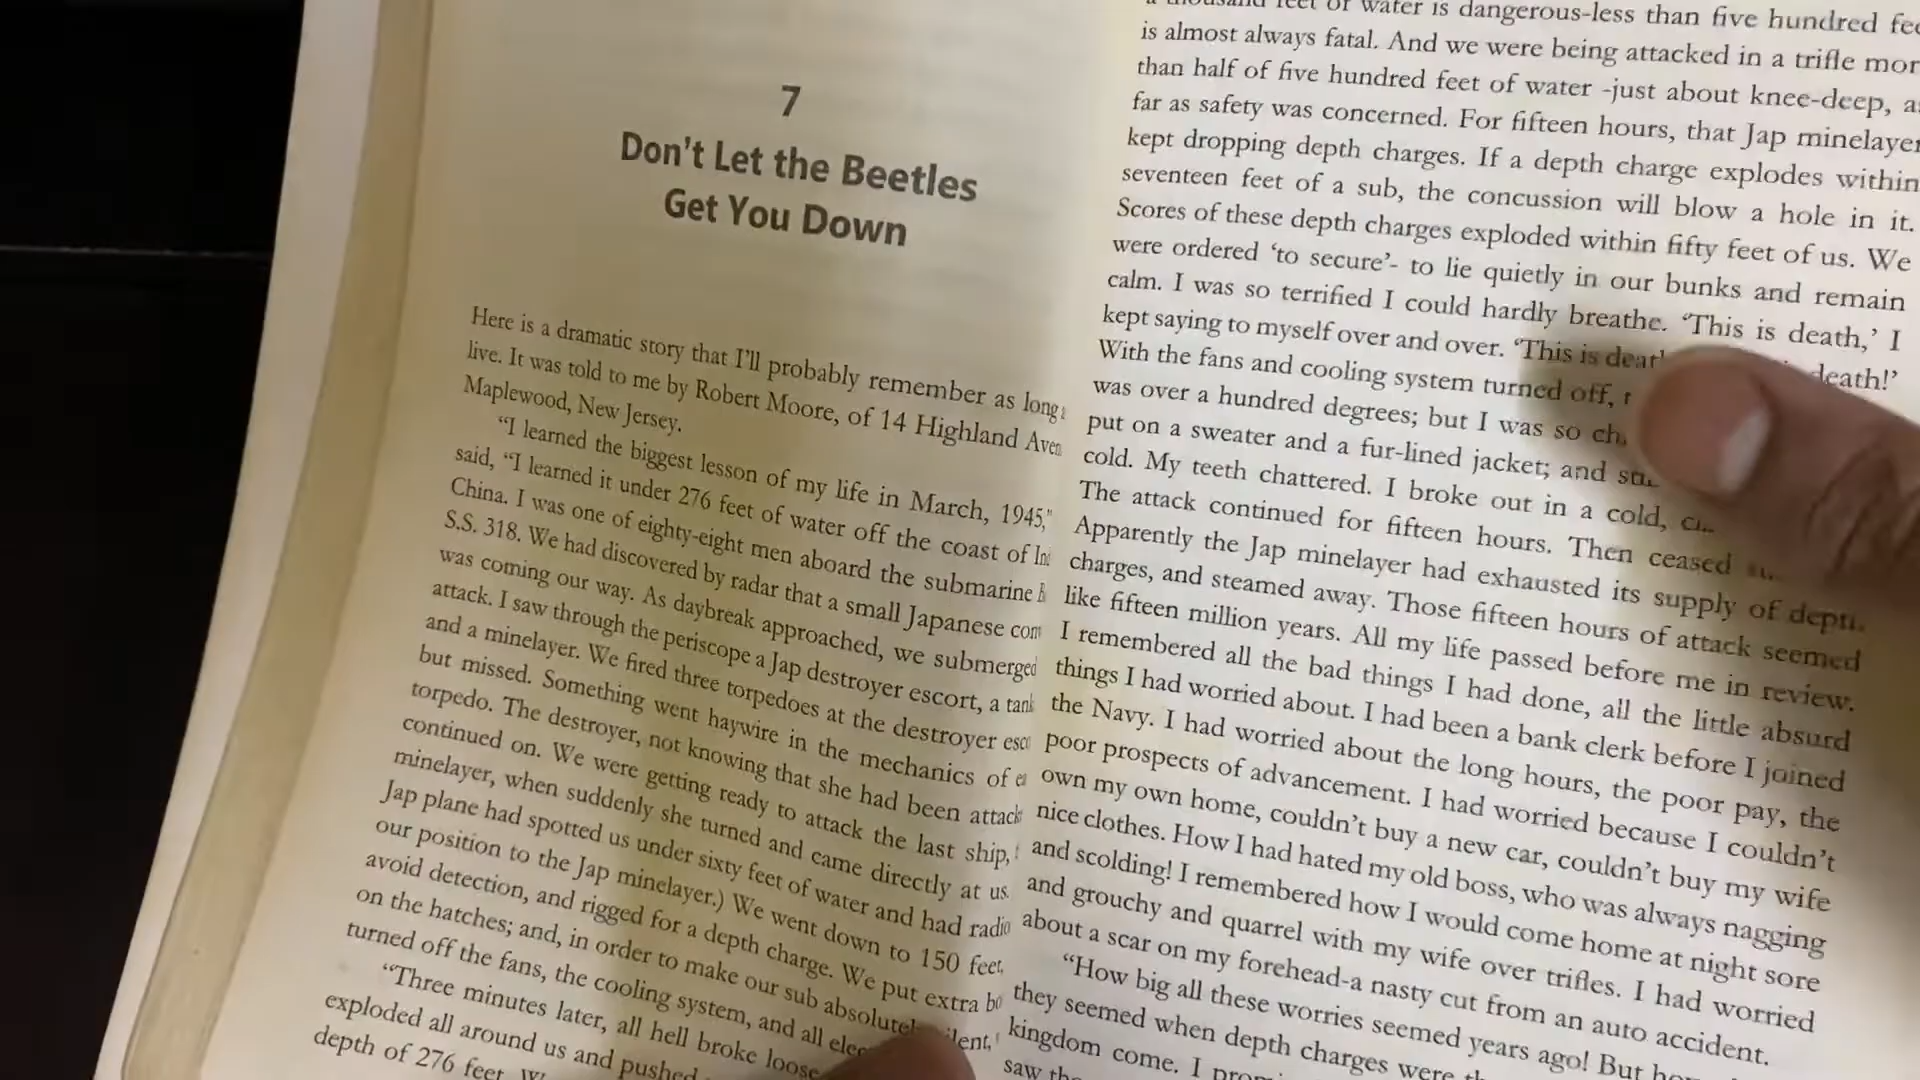 7
Don't Let the Beetles
Get You Down
Here is a dramatic story that I'll probably remember as long
live. It was told to me by Robert Moore, of 14 Highland
Maplewood, New Jersey.
"I learned the biggest lesson of my life in March, 1945,"
said, "I learned it under 276 feet of water off the coast of
China. I was one of eighty-eight men aboard the submarine
S.S. 318. We had discovered by radar that a small Japanese
was coming our way. As daybreak approached, we submerged
attack. I saw through the periscope a Jap destroyer escort, a
and a minelayer. We fired three torpedoes at the destroyer
but missed. Something went haywire in the mechanics of
torpedo. The destroyer, not knowing that she had been
continued on. We were getting ready to attack the last ship,
minelayer, when suddenly she turned and came directly at us.
Jap plane had spotted us under sixty feet of water and had
our position to the Jap minelayer.) We went down to 150 feet,
avoid detection, and rigged for a depth charge. We put extra
on the hatches; and, in order to make our sub
turned off the fans, the cooling system, and all
"Three minutes later, all hell broke loose
exploded all around us and pushed
depth of 276 feet.
feet of water is dangerous-less than five hundred
is almost always fatal. And we were being attacked in a trifle
than half of five hundred feet of water -just about knee-deep,
far as safety was concerned. For fifteen hours, that Jap minelayer
kept dropping depth charges. If a depth charge explodes within
seventeen feet of a sub, the concussion will blow a hole in it.
Scores of these depth charges exploded within fifty feet of us. We
were ordered 'to secure'- to lie quietly in our bunks and remain
calm. I was so terrified I could hardly breathe. 'This is death,' I
kept saying to myself over and over. 'This is death!'
With the fans and cooling system turned off,
was over a hundred degrees; but I was so
put on a sweater and a fur-lined jacket; and
cold. My teeth chattered. I broke out in a cold,
The attack continued for fifteen hours. Then ceased
Apparently the Jap minelayer had exhausted its supply of
charges, and steamed away. Those fifteen hours of attack seemed
like fifteen million years. All my life passed before me in review.
I remembered all the bad things I had done, all the little absurd
things I had worried about. I had been a bank clerk before I joined
the Navy. I had worried about the long hours, the poor pay, the
poor prospects of advancement. I had worried because I couldn't
own my own home, couldn't buy a new car, couldn't buy my wife
nice clothes. How I had hated my old boss, who was always nagging
and scolding! I remembered how I would come home at night sore
and grouchy and quarrel with my wife over trifles. I had worried
about a scar on my forehead-a nasty cut from an auto accident.
"How big all these worries seemed years ago! But
they seemed when depth charges were
kingdom come. I
saw